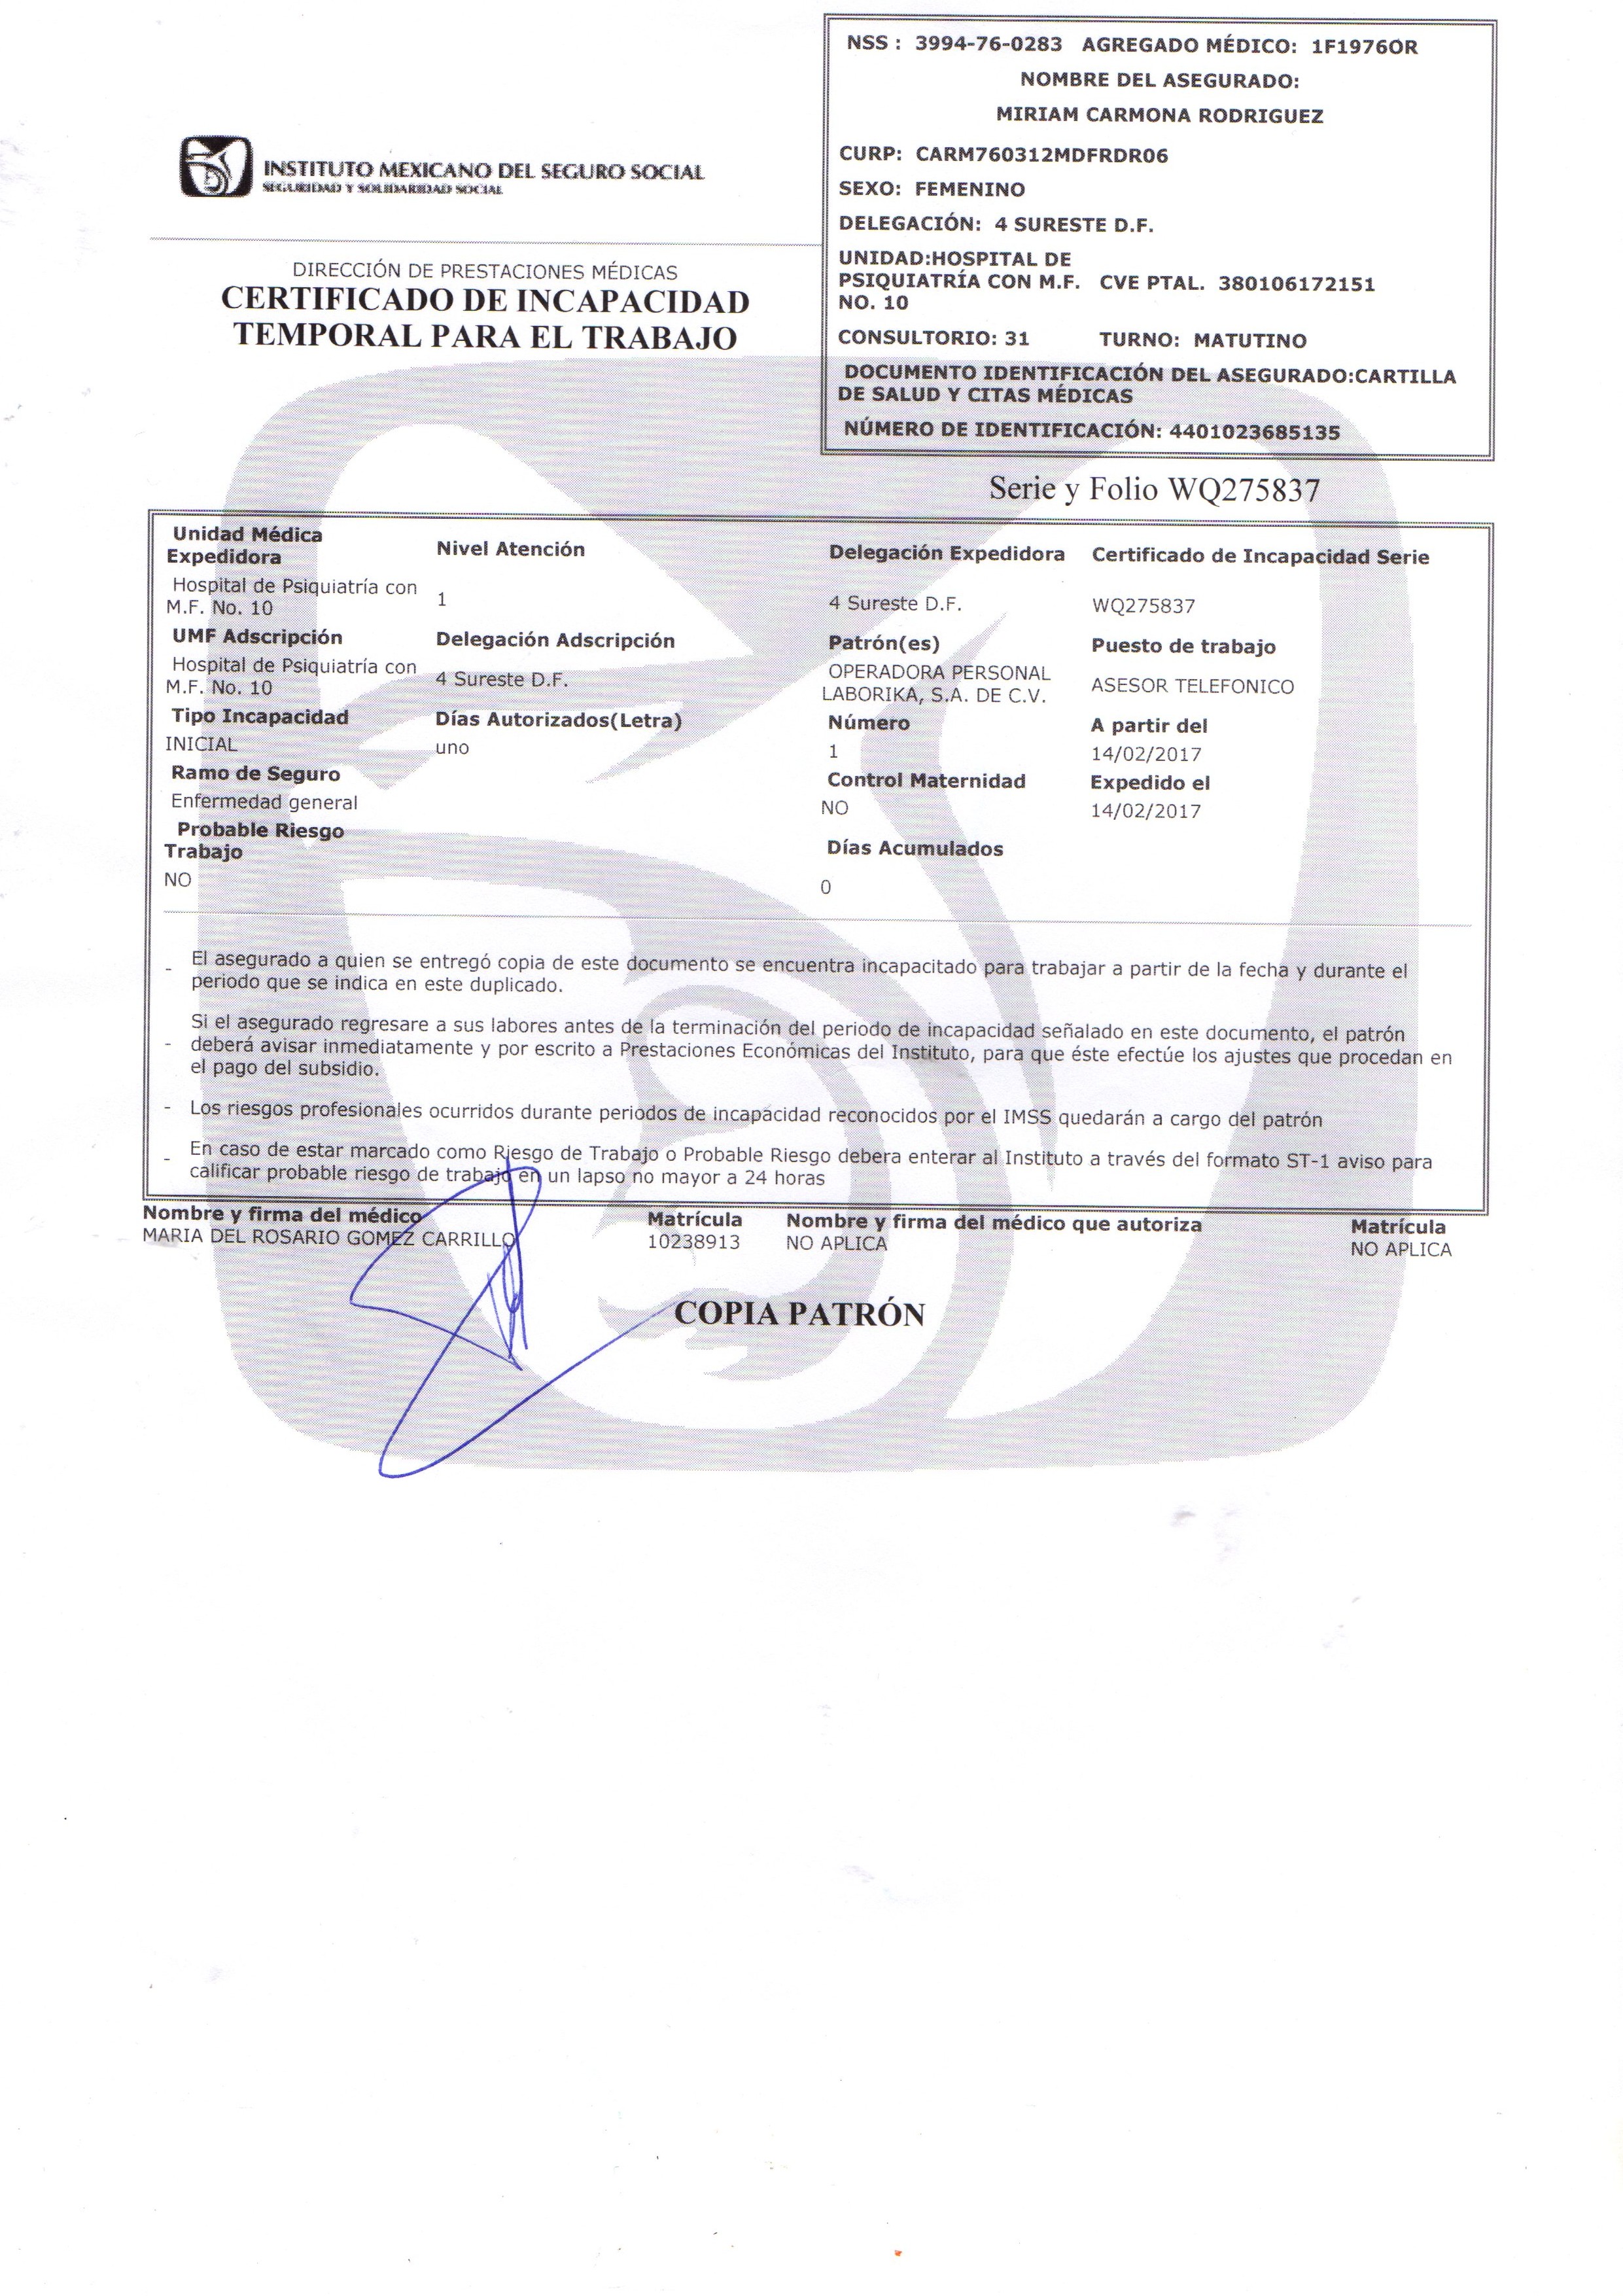 NSS : 3994-76-0283 AGREGADO MÉDICO: 1F1976OR
NOMBRE DEL ASEGURADO:
MIRIAM CARMONA RODRIGUEZ
CURP: CARM760312MDFRDR06
SEXO: FEMENINO
DELEGACIÓN: 4 SURESTE D.F.
UNIDAD:HOSPITAL DE
PSIQUIATRÍA CON M.F. CVE PTAL. 380106172151
NO. 10
CONSULTORIO: 31 TURNO: MATUTINO
DOCUMENTO IDENTIFICACIÓN DEL ASEGURADO:CARTILLA
DE SALUD Y CITAS MÉDICAS
NÚMERO DE IDENTIFICACIÓN: 4401023685135
INSTITUTO MEXICANO DEL SEGURO SOCIAL
SEGURIDAD Y SOLIDARIDAD SOCIAL
DIRECCIÓN DE PRESTACIONES MÉDICAS
CERTIFICADO DE INCAPACIDAD
TEMPORAL PARA EL TRABAJO
Serie y Folio WQ275837
Unidad Médica
Expedidora Nivel Atención Delegación Expedidora Certificado de Incapacidad Serie
Hospital de Psiquiatría con
M.F. No. 10 1 4 Sureste D.F. WQ275837
UMF Adscripción Delegación Adscripción Patrón(es) Puesto de trabajo
Hospital de Psiquiatría con
M.F. No. 10 4 Sureste D.F. OPERADORA PERSONAL
LABORIKA, S.A. DE C.V. ASESOR TELEFONICO
Tipo Incapacidad Días Autorizados(Letra) Número A partir del
INICIAL uno 1 14/02/2017
Ramo de Seguro Control Maternidad Expedido el
Enfermedad general NO 14/02/2017
Probable Riesgo
Trabajo Días Acumulados
NO 0
- El asegurado a quien se entregó copia de este documento se encuentra incapacitado para trabajar a partir de la fecha y durante el
periodo que se indica en este duplicado.
Si el asegurado regresare a sus labores antes de la terminación del periodo de incapacidad señalado en este documento, el patrón
- deberá avisar inmediatamente y por escrito a Prestaciones Económicas del Instituto, para que éste efectúe los ajustes que procedan en
el pago del subsidio.
- Los riesgos profesionales ocurridos durante periodos de incapacidad reconocidos por el IMSS quedarán a cargo del patrón
- En caso de estar marcado como Riesgo de Trabajo o Probable Riesgo debera enterar al Instituto a través del formato ST-1 aviso para
calificar probable riesgo de trabajo en un lapso no mayor a 24 horas
Nombre y firma del médico Matrícula Nombre y firma del médico que autoriza Matrícula
MARIA DEL ROSARIO GOMEZ CARRILLO 10238913 NO APLICA NO APLICA
COPIA PATRÓN